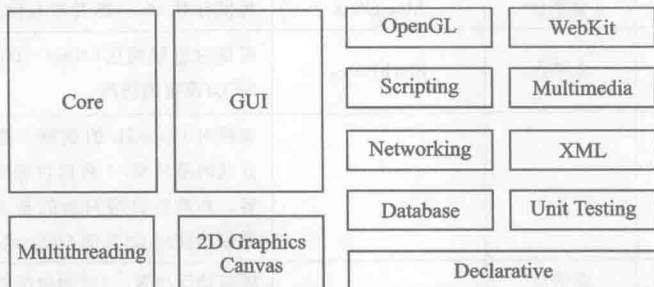 Core
GUI
OpenGL
WebKit
Scripting
Multimedia
Networking
XML
Database
Unit Testing
Multithreading
2D Graphics
Canvas
Declarative